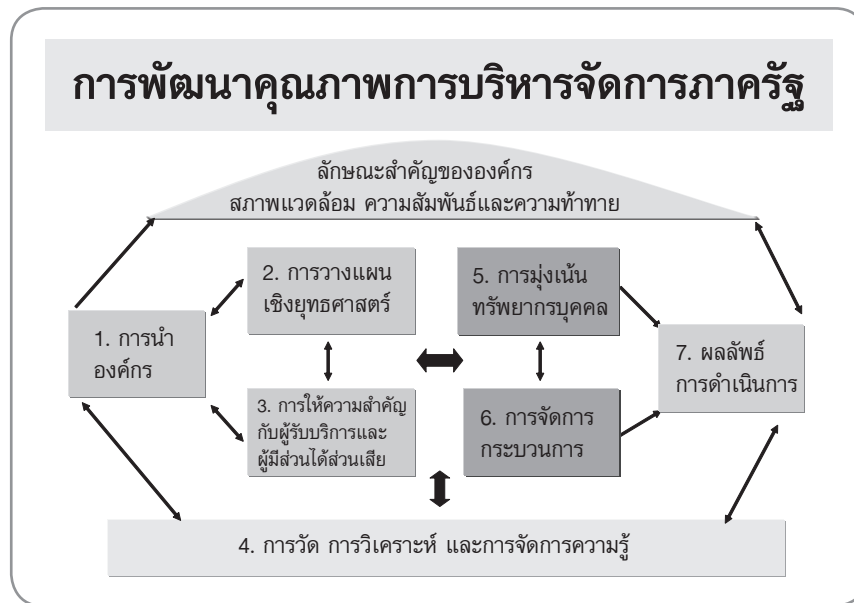 การพัฒนาคุณภาพการบริหารจัดการภาครัฐ
ลักษณะสำคัญขององค์กร
สภาพแวดล้อม ความสัมพันธ์และความท้าทาย
1. การนำ
องค์กร
2. การวางแผน
เชิงยุทธศาสตร์
3. การให้ความสำคัญ
กับผู้รับบริการและ
ผู้มีส่วนได้ส่วนเสีย
5. การมุ่งเน้น
ทรัพยากรบุคคล
6. การจัดการ
กระบวนการ
7. ผลลัพธ์
การดำเนินการ
4. การวัด การวิเคราะห์ และการจัดการความรู้